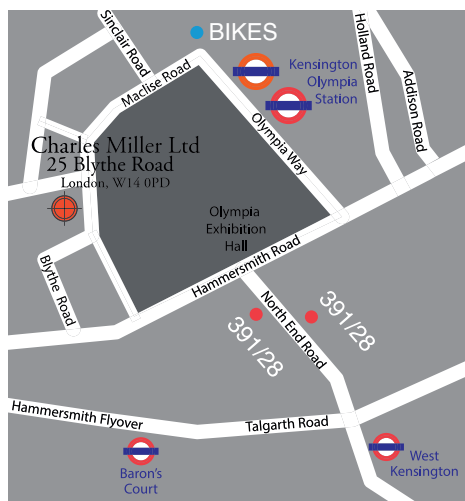 BIKES
Sinclair Road
Maclise Road
Kensington
Olympia
Station
Holland Road
Addison Road
Olympia Way
Charles Miller Ltd
25 Blythe Road
London, W14 0PD
Olympia
Exhibition
Hall
Hammersmith Road
Blythe Road
391/28
North End Road
391/28
Hammersmith Flyover
Talgarth Road
Baron's
Court
West
Kensington